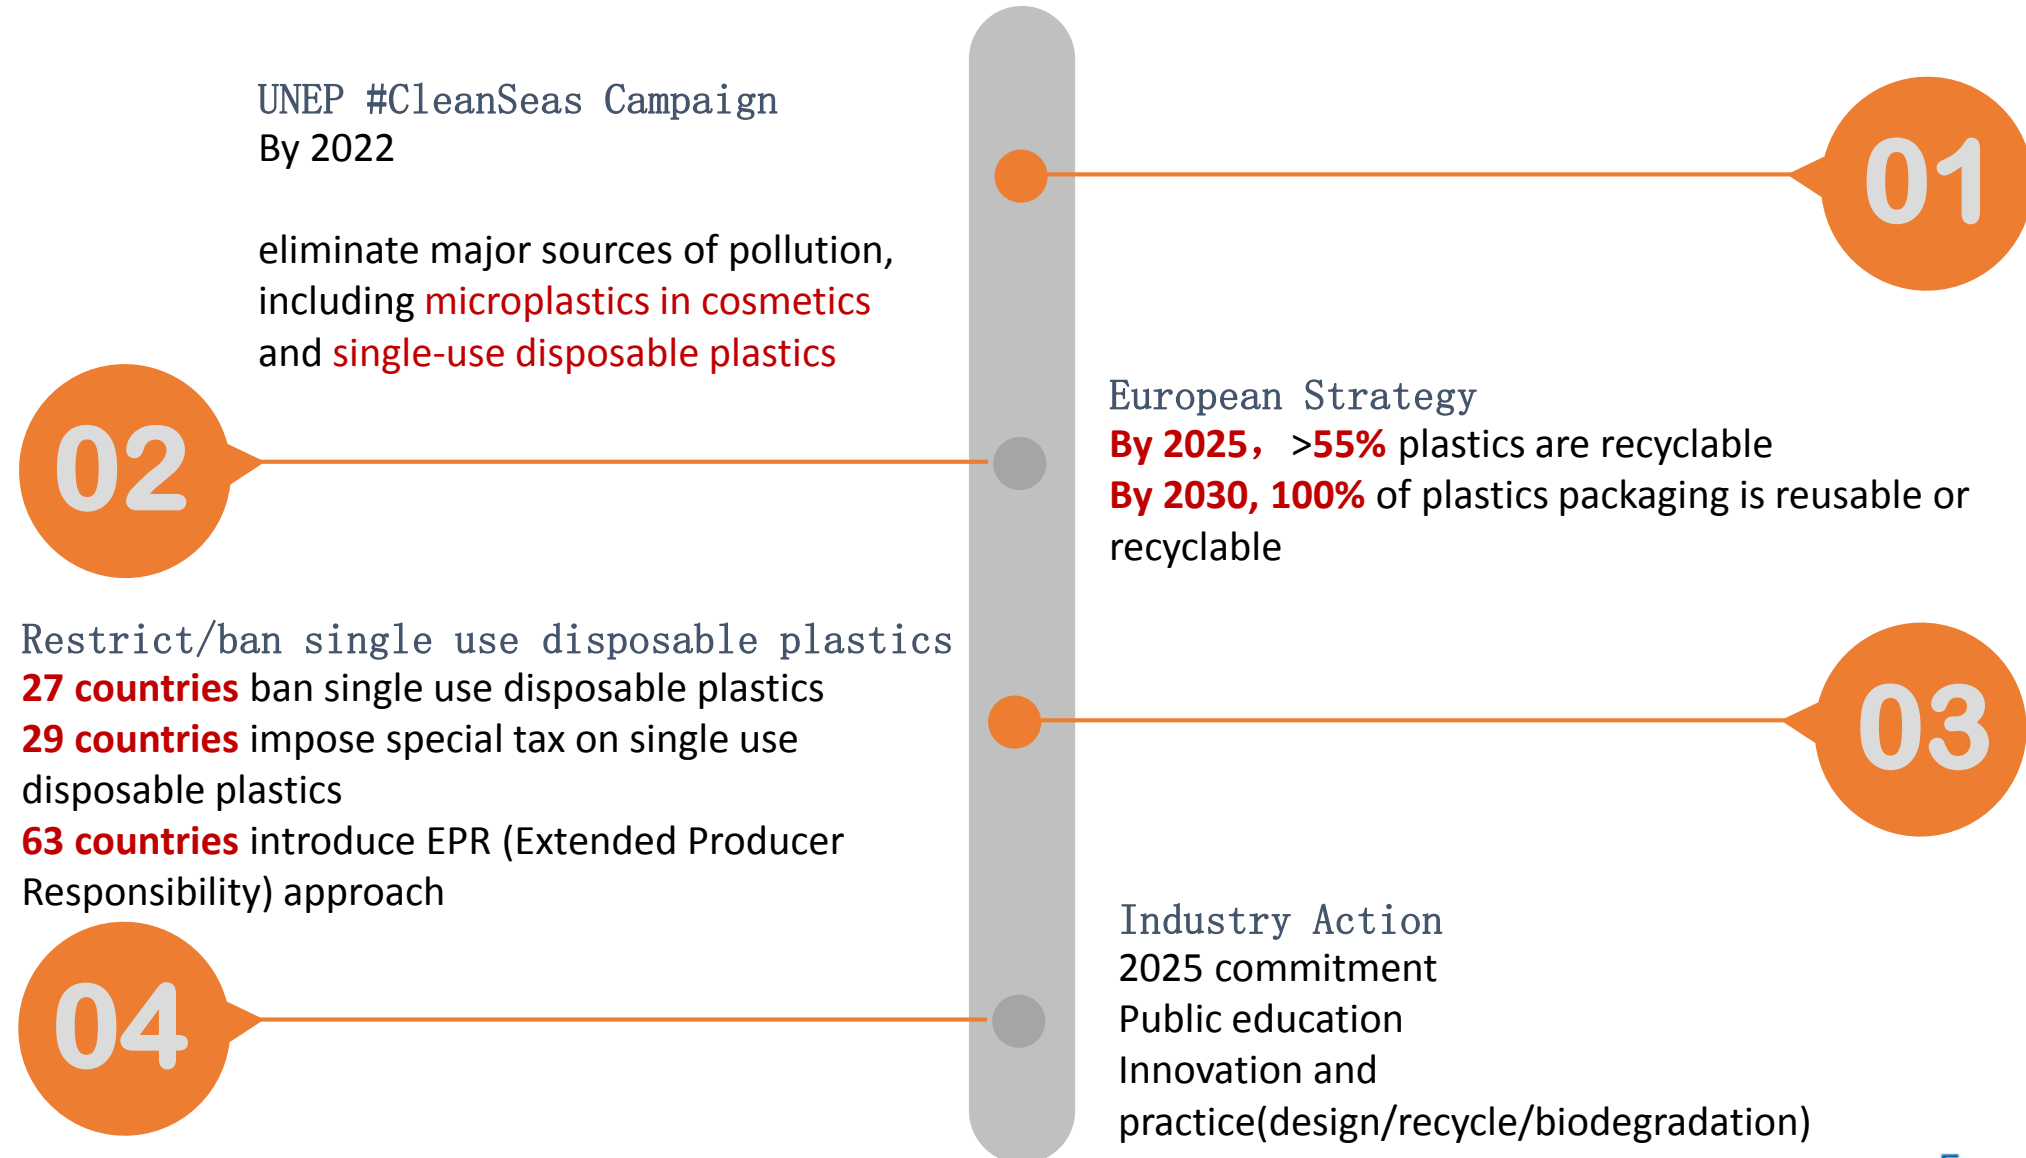 UNEP #CleanSeas Campaign
By 2022
eliminate major sources of pollution,
including microplastics in cosmetics
and single-use disposable plastics
01
02
European Strategy
By 2025， >55% plastics are recyclable
By 2030, 100% of plastics packaging is reusable or
recyclable
Restrict/ban single use disposable plastics
27 countries ban single use disposable plastics
29 countries impose special tax on single use
disposable plastics
63 countries introduce EPR (Extended Producer
Responsibility) approach
03
04
Industry Action
2025 commitment
Public education
Innovation and
practice(design/recycle/biodegradation)